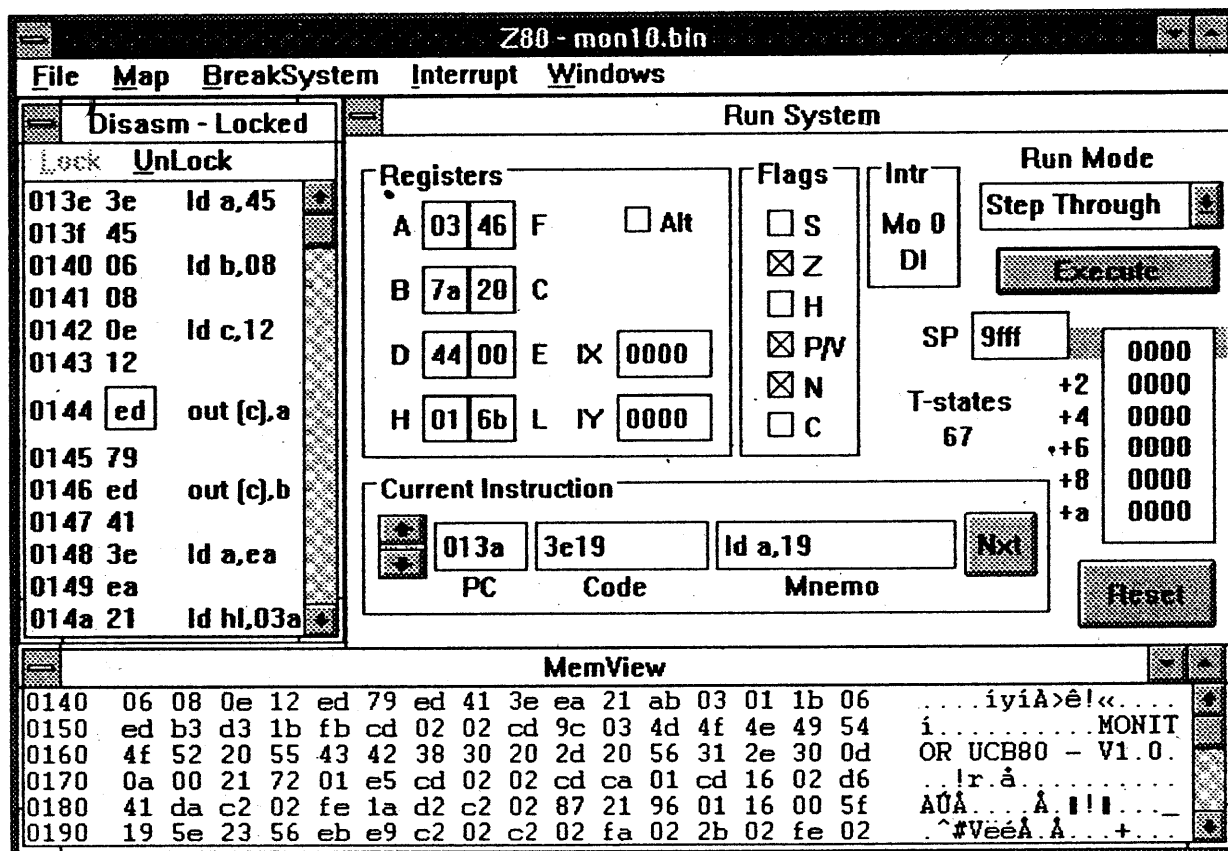 Z80 - mon10.bin
File Map BreakSystem Interrupt Windows
Disasm - Locked
Lock UnLock
013e 3e ld a,45
013f 45
0140 06 ld b,08
0141 08
0142 0e ld c,12
0143 12
0144 ed out (c),a
0145 79
0146 ed out (c),b
0147 41
0148 3e ld a,ea
0149 ea
014a 21 ld hl,03a
Run System
Registers
A 03 46 F Alt
B 7a 20 C
D 44 00 E IX 0000
H 01 6b L IY 0000
Flags
S
Z
H
P/V
N
C
Intr
Mo 0
DI
Run Mode
Step Through
Execute
SP 9fff
T-states
67
0000
+2 0000
+4 0000
+6 0000
+8 0000
+a 0000
Current Instruction
013a 3e19 ld a,19 Nxt
PC Code Mnemo
Reset
MemView
0140 06 08 0e 12 ed 79 ed 41 3e ea 21 ab 03 01 1b 06 ....íyíA>ê!«....
0150 ed b3 d3 1b fb cd 02 02 cd 9c 03 4d 4f 4e 49 54 í..........MONIT
0160 4f 52 20 55 43 42 38 30 20 2d 20 56 31 2e 30 0d OR UCB80 - V1.0.
0170 0a 00 21 72 01 e5 cd 02 02 cd ca 01 cd 16 02 d6 ..!r.å..........
0180 41 da c2 02 fe 1a d2 c2 02 87 21 96 01 16 00 5f AÚÂ....Â.▮!▮..._
0190 19 5e 23 56 eb e9 c2 02 c2 02 fa 02 2b 02 fe 02 .^#VëéÂ.Â...+...